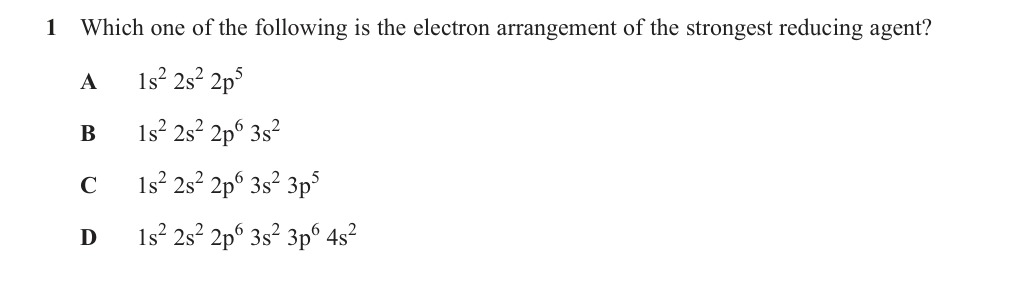 1 Which one of the following is the electron arrangement of the strongest reducing agent?
A 1s² 2s² 2p⁵
B 1s² 2s² 2p⁶ 3s²
C 1s² 2s² 2p⁶ 3s² 3p⁵
D 1s² 2s² 2p⁶ 3s² 3p⁶ 4s²